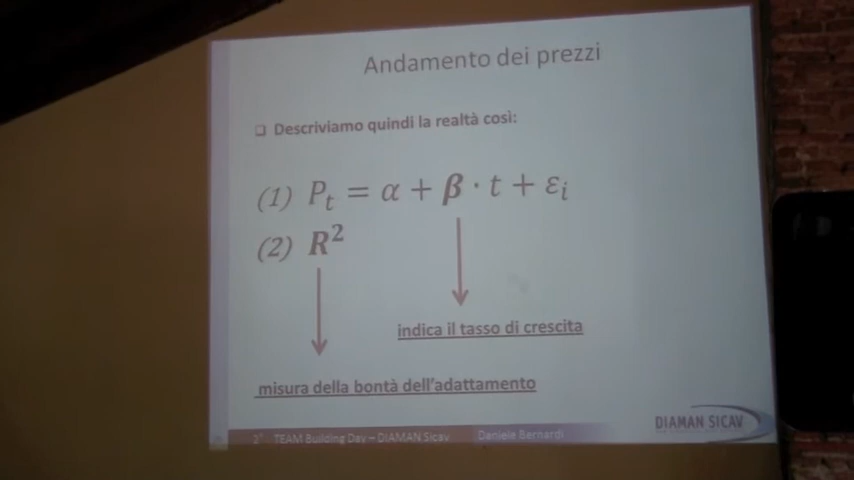 Andamento dei prezzi
❑ Descriviamo quindi la realtà così:
(1) Pₜ = α + β · t + εᵢ
(2) R²
indica il tasso di crescita
misura della bontà dell'adattamento
2° TEAM Building Day – DIAMAN Sicav Daniele Bernardi
DIAMAN SICAV